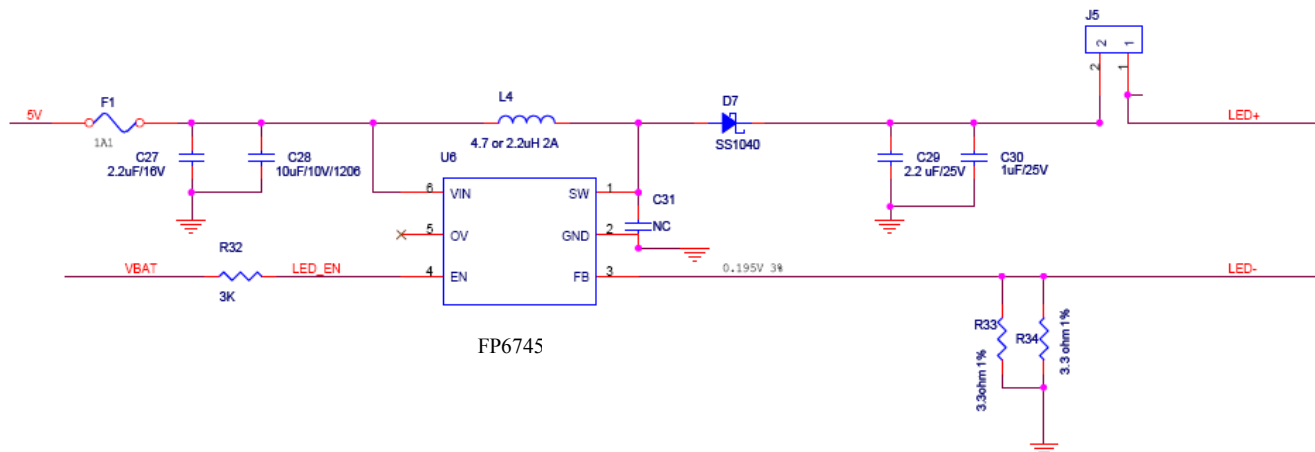 J5
2
1
2
1
5V
F1
1A1
L4
4.7 or 2.2uH 2A
D7
SS1040
LED+
C27
2.2uF/16V
C28
10uF/10V/1206
U6
C29
2.2 uF/25V
C30
1uF/25V
6
VIN
SW
1
C31
NC
5
OV
GND
2
R32
VBAT
LED_EN
4
EN
FB
3
0.195V 3%
LED-
3K
FP6745
R33
3.3ohm 1%
R34
3.3 ohm 1%